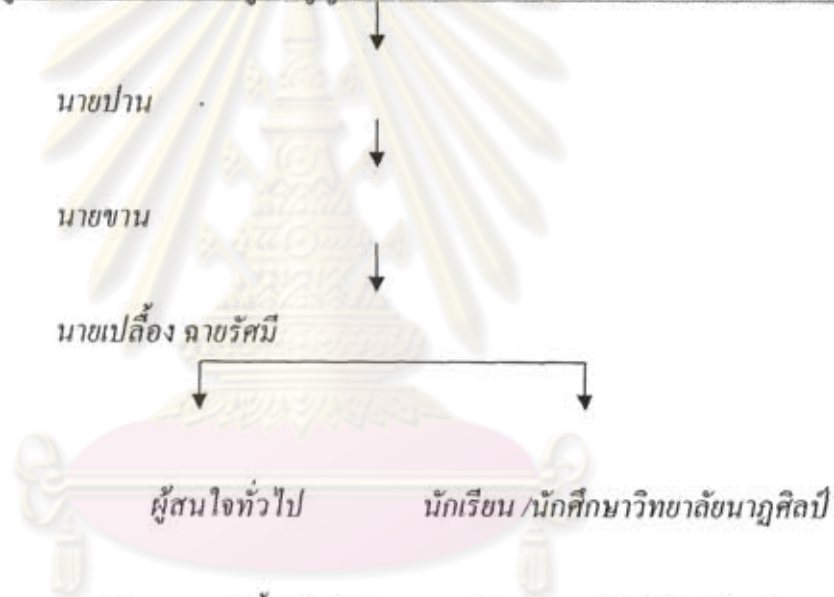 นายปาน
นายขาน
นายเปลื้อง ฉายรัศมี
ผู้สนใจทั่วไป นักเรียน /นักศึกษาวิทยาลัยนาฏศิลป์